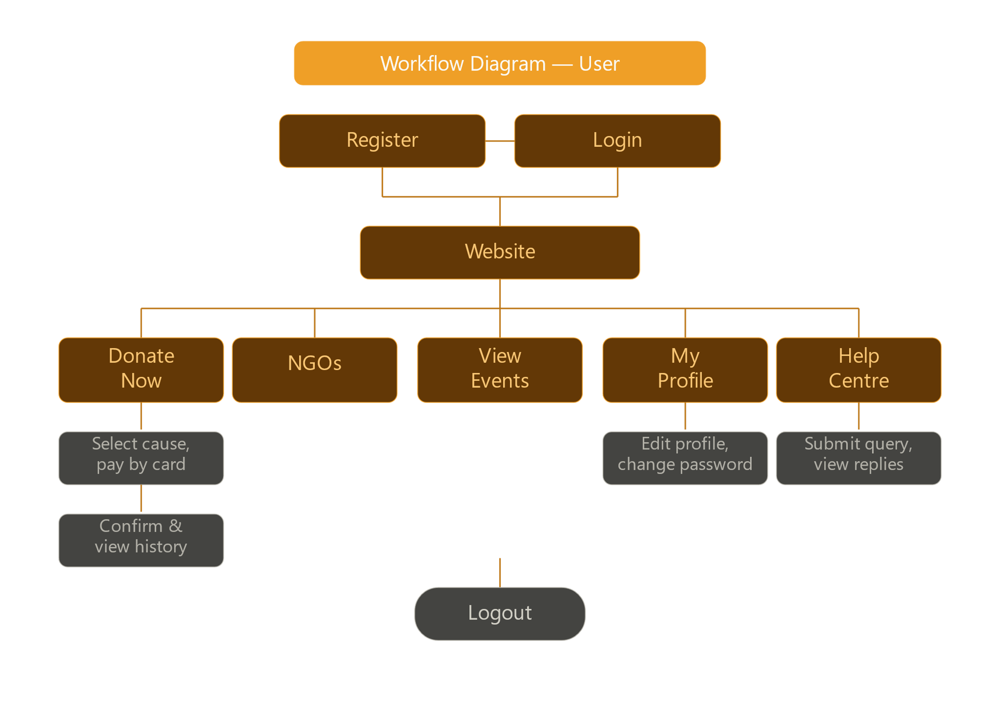 Workflow Diagram — User
Register
Login
Website
Donate
Now
NGOs
View
Events
My
Profile
Help
Centre
Select cause,
pay by card
Edit profile,
change password
Submit query,
view replies
Confirm &
view history
Logout